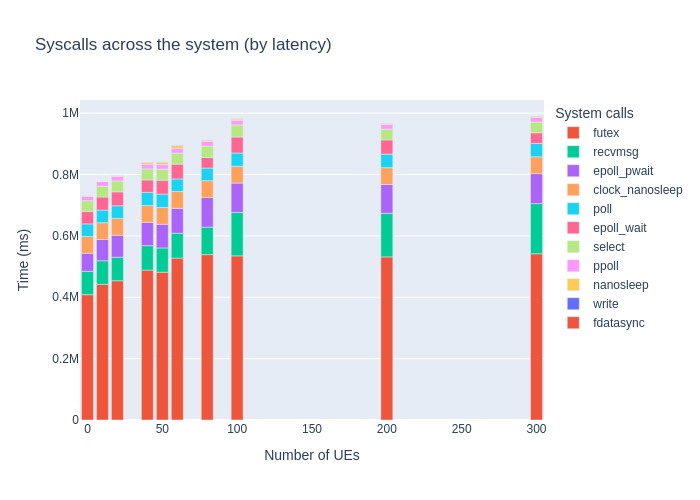 Syscalls across the system (by latency)
System calls
futex
recvmsg
epoll_pwait
clock_nanosleep
poll
epoll_wait
select
ppoll
nanosleep
write
fdatasync
Time (ms)
1M
0.8M
0.6M
0.4M
0.2M
0
0 50 100 150 200 250 300
Number of UEs